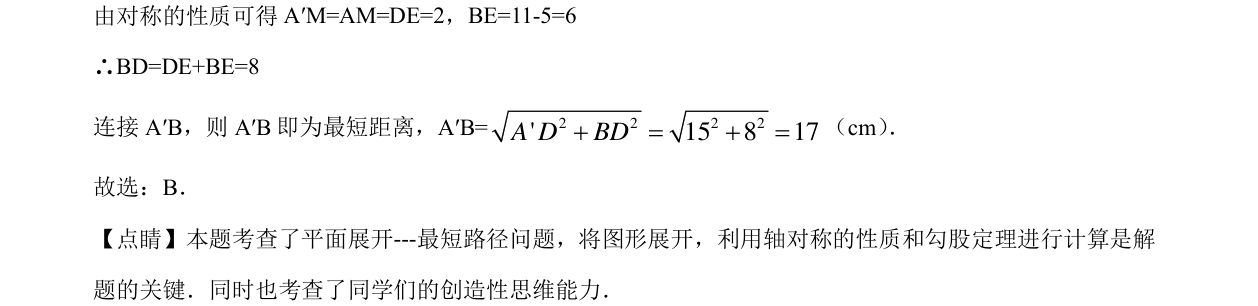 由对称的性质可得 A′M=AM=DE=2，BE=11-5=6
∴BD=DE+BE=8
连接 A′B，则 A′B 即为最短距离，A′B=√(A'D²+BD²)=√(15²+8²)=17（cm）．
故选：B．
【点睛】本题考查了平面展开---最短路径问题，将图形展开，利用轴对称的性质和勾股定理进行计算是解
题的关键．同时也考查了同学们的创造性思维能力．